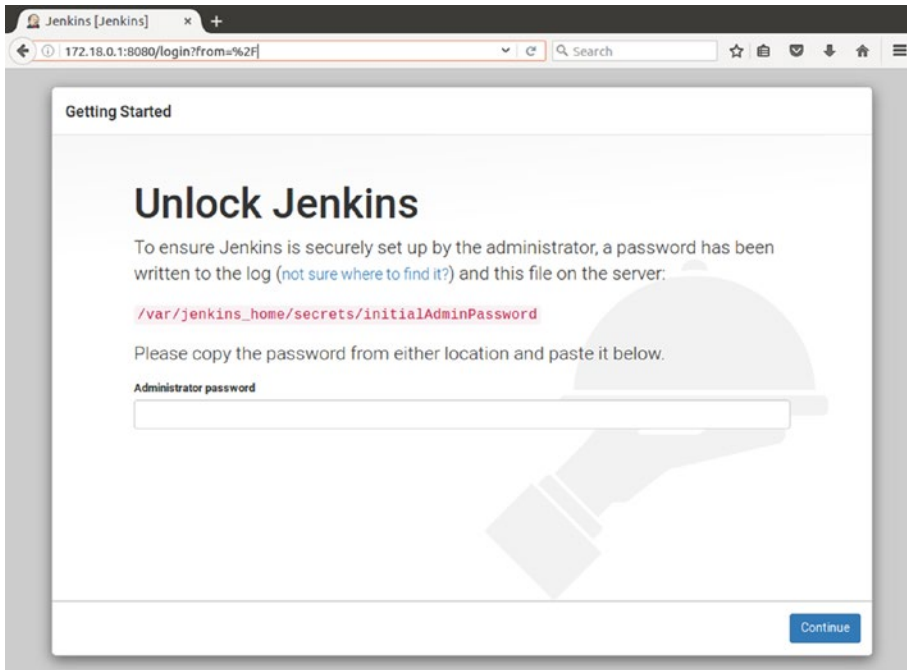 Jenkins [Jenkins]
172.18.0.1:8080/login?from=%2F
Search
Getting Started
Unlock Jenkins
To ensure Jenkins is securely set up by the administrator, a password has been
written to the log (not sure where to find it?) and this file on the server:
/var/jenkins_home/secrets/initialAdminPassword
Please copy the password from either location and paste it below.
Administrator password
Continue